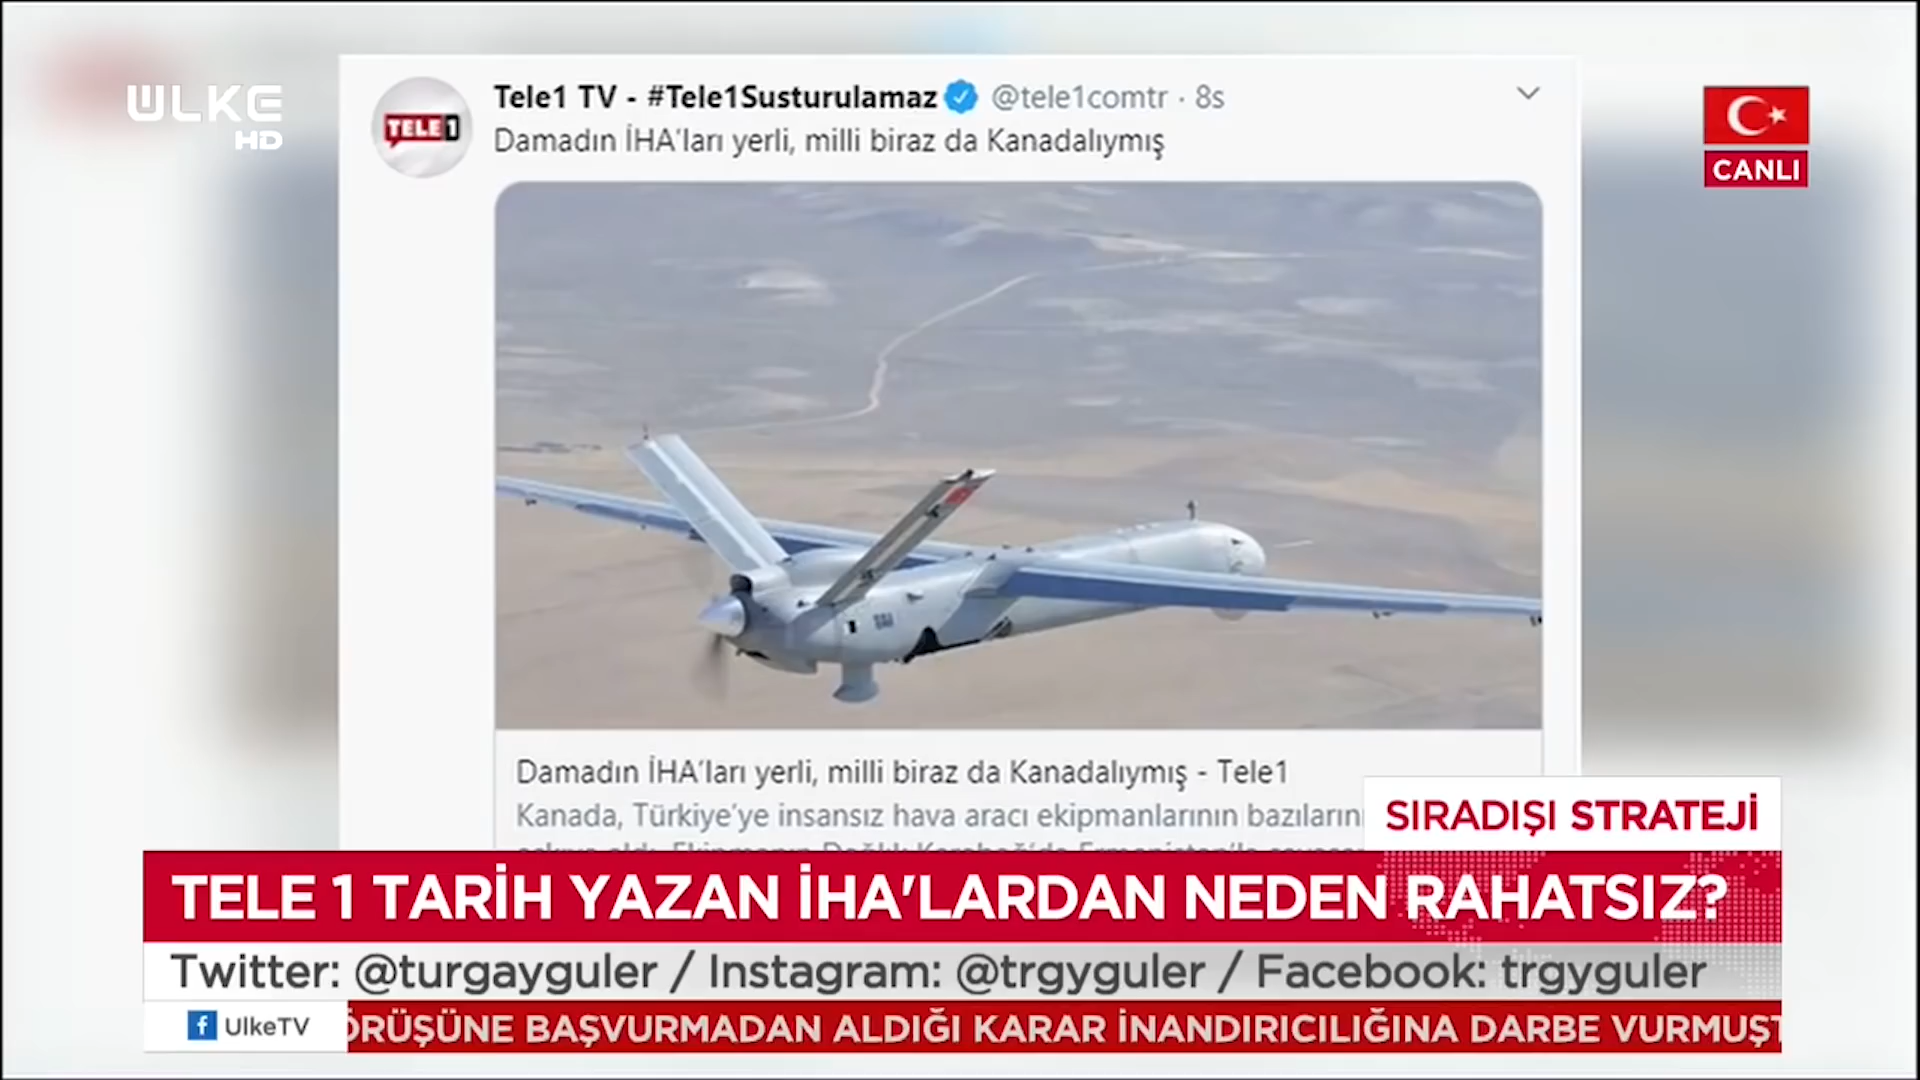 ULKE
HD
TELE1
Tele1 TV - #Tele1Susturulamaz @tele1comtr · 8s
Damadın İHA'ları yerli, milli biraz da Kanadalıymış
CANLI
Damadın İHA'ları yerli, milli biraz da Kanadalıymış - Tele1
Kanada, Türkiye'ye insansız hava aracı ekipmanlarının bazıların
SIRADIŞI STRATEJİ
TELE 1 TARİH YAZAN İHA'LARDAN NEDEN RAHATSIZ?
Twitter: @turgayguler / Instagram: @trgyguler / Facebook: trgyguler
f UlkeTV
ÖRÜŞÜNE BAŞVURMADAN ALDIĞI KARAR İNANDIRICILIĞINA DARBE VURMUŞT